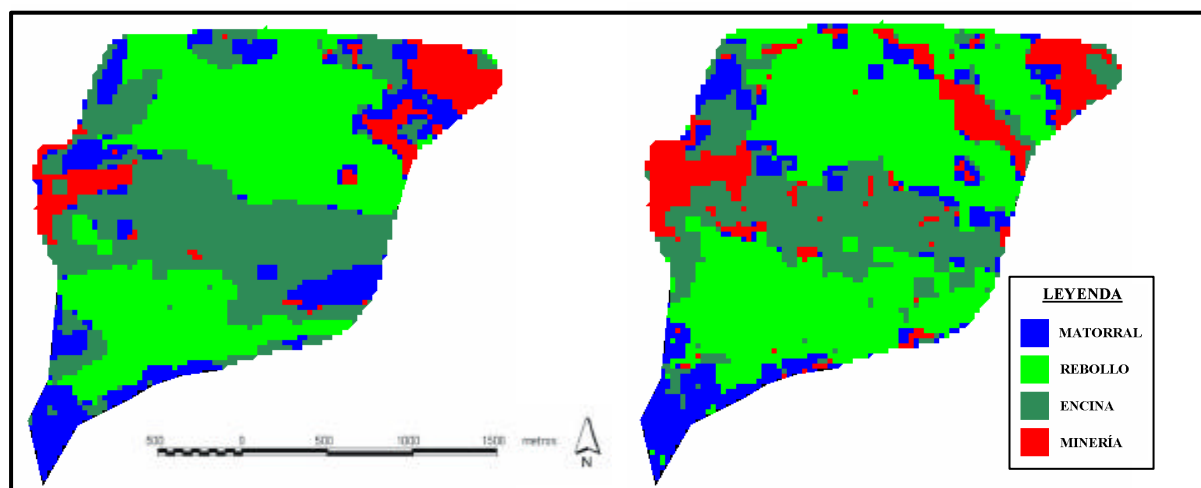 LEYENDA
MATORRAL
REBOLLO
ENCINA
MINERÍA
500 0 500 1000 1500 metros
N